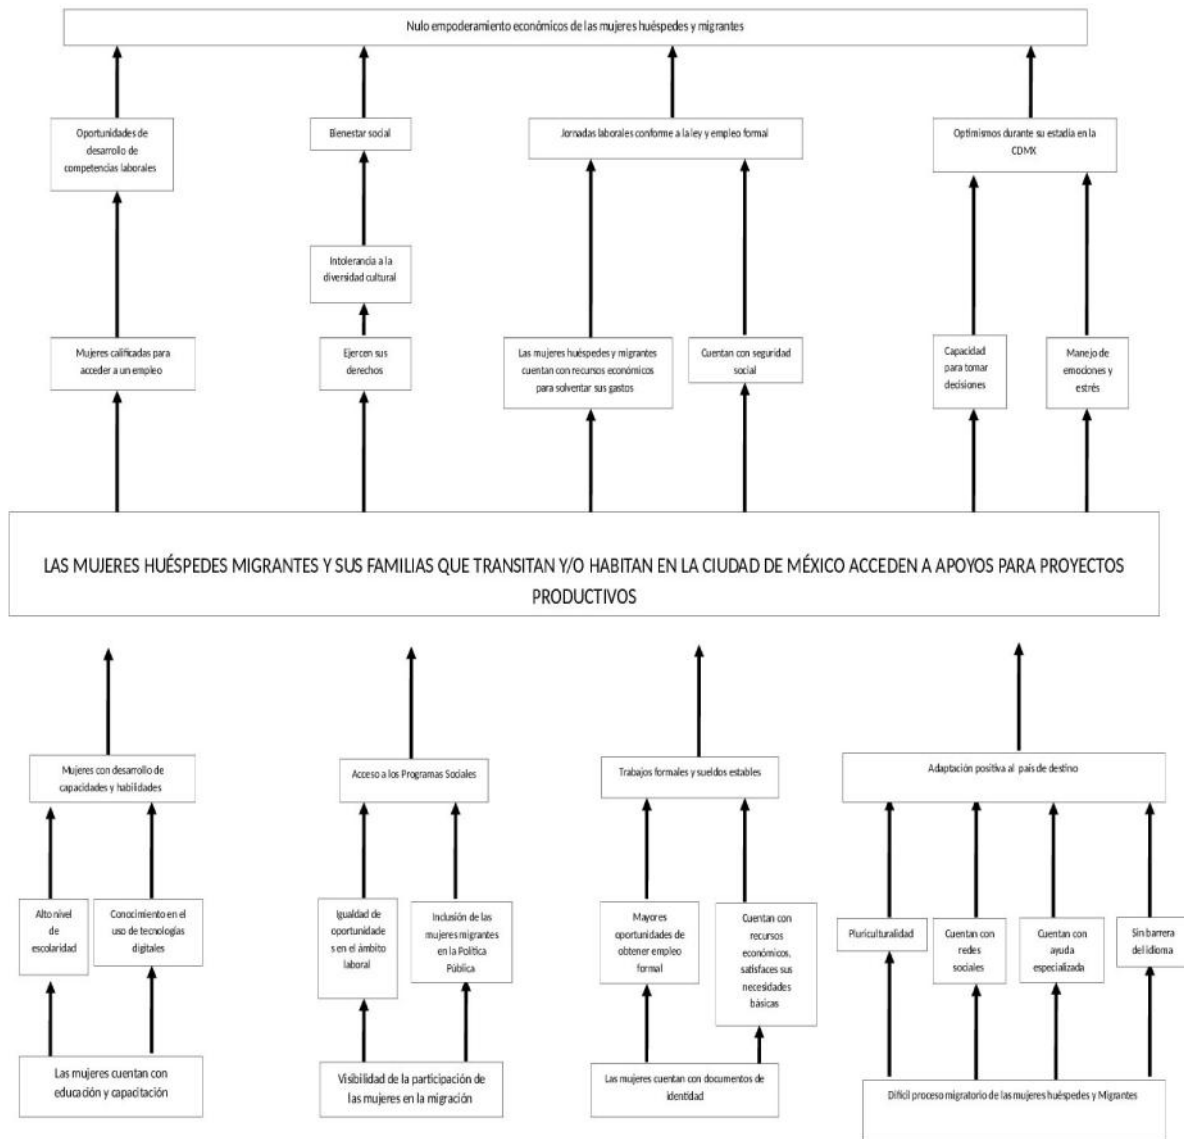 Nulo empoderamiento económicos de las mujeres huéspedes y migrantes
Oportunidades de
desarrollo de
competencias laborales
Bienestar social
Jornadas laborales conforme a la ley y empleo formal
Optimismos durante su estadía en la
CDMX
Intolerancia a la
diversidad cultural
Mujeres calificadas para
acceder a un empleo
Ejercen sus
derechos
Las mujeres huéspedes y migrantes
cuentan con recursos económicos
para solventar sus gastos
Cuentan con seguridad
social
Capacidad
para tomar
decisiones
Manejo de
emociones y
estrés
LAS MUJERES HUÉSPEDES MIGRANTES Y SUS FAMILIAS QUE TRANSITAN Y/O HABITAN EN LA CIUDAD DE MÉXICO ACCEDEN A APOYOS PARA PROYECTOS
PRODUCTIVOS
Mujeres con desarrollo de
capacidades y habilidades
Acceso a los Programas Sociales
Trabajos formales y sueldos estables
Adaptación positiva al país de destino
Alto nivel
de
escolaridad
Conocimiento en el
uso de tecnologías
digitales
Igualdad de
oportunidade
s en el ámbito
laboral
Inclusión de las
mujeres migrantes
en la Política
Pública
Mayores
oportunidades de
obtener empleo
formal
Cuentan con
recursos
económicos,
satisfaces sus
necesidades
básicas
Pluriculturalidad
Cuentan con
redes
sociales
Cuentan con
ayuda
especializada
Sin barrera
del idioma
Las mujeres cuentan con
educación y capacitación
Visibilidad de la participación de
las mujeres en la migración
Las mujeres cuentan con documentos de
identidad
Difícil proceso migratorio de las mujeres huéspedes y Migrantes